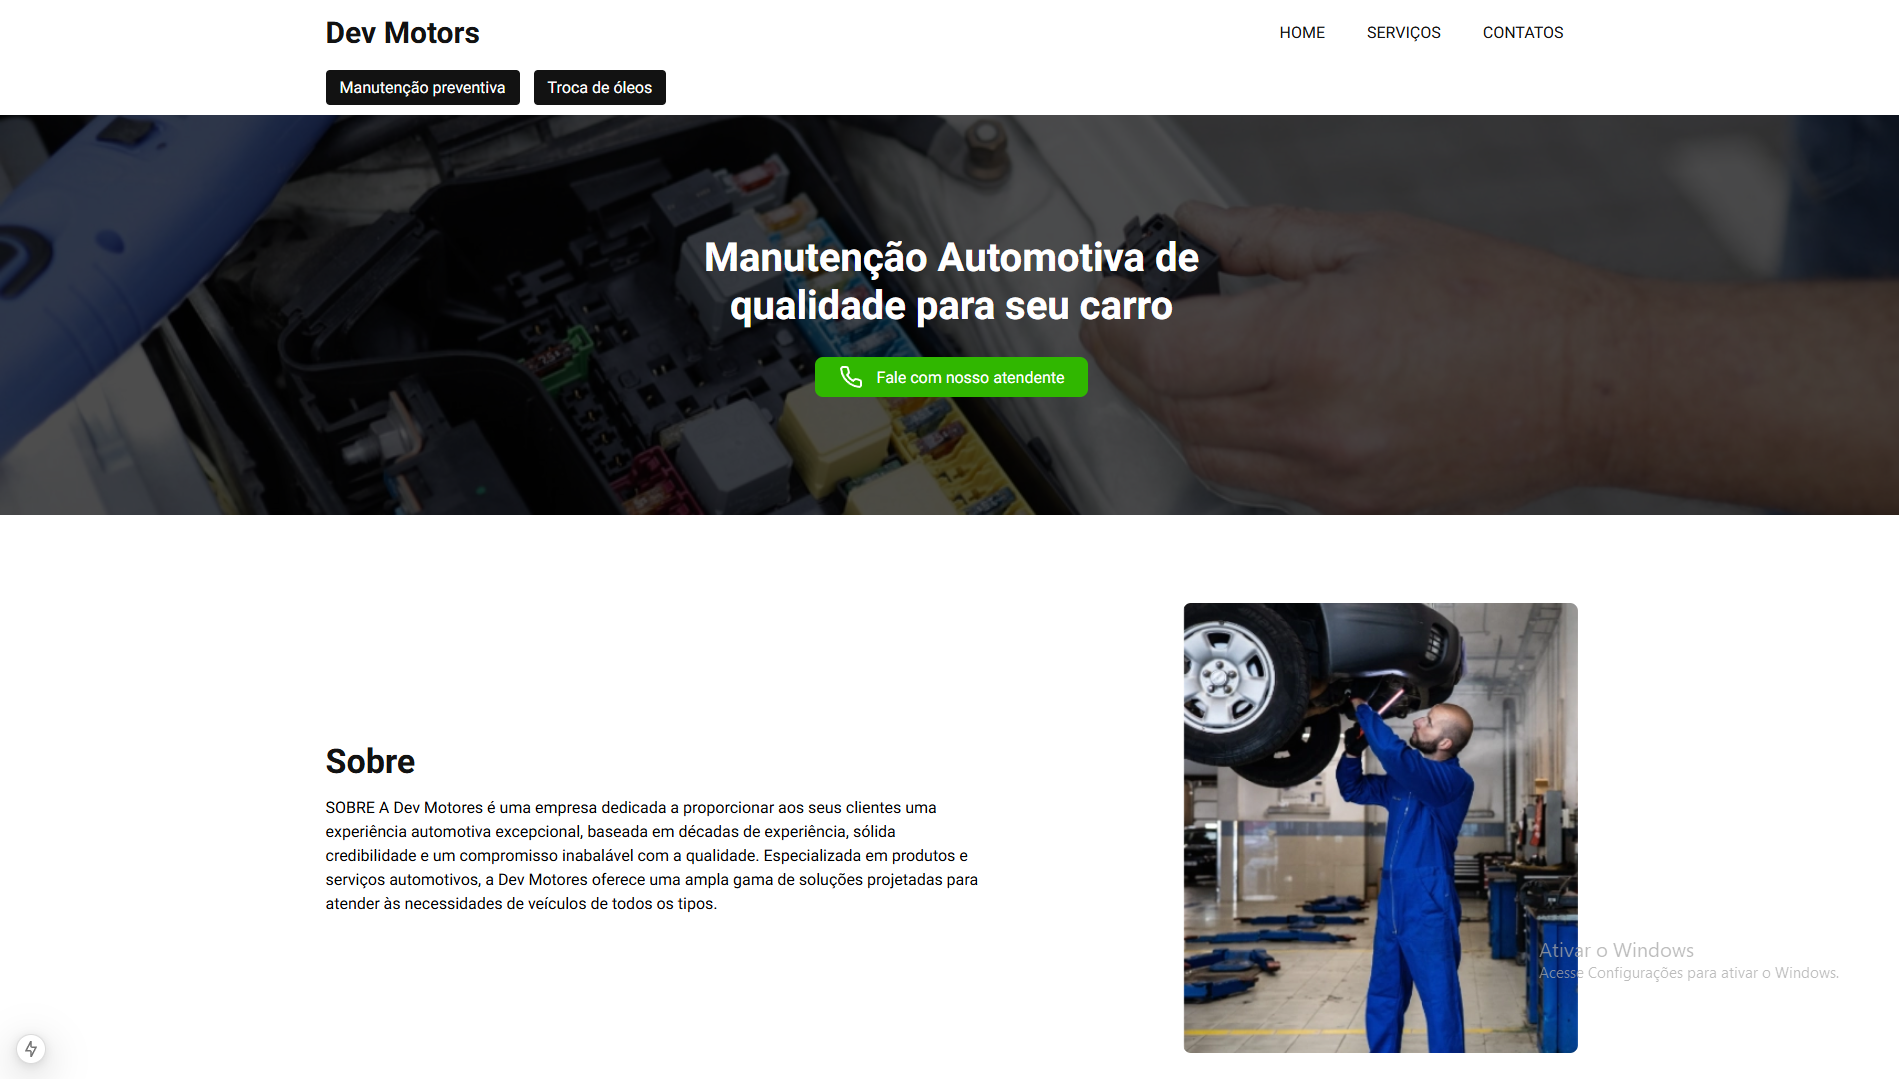 Dev Motors
HOME
SERVIÇOS
CONTATOS
Manutenção preventiva
Troca de óleos
Manutenção Automotiva de
qualidade para seu carro
Fale com nosso atendente
Sobre
SOBRE A Dev Motores é uma empresa dedicada a proporcionar aos seus clientes uma
experiência automotiva excepcional, baseada em décadas de experiência, sólida
credibilidade e um compromisso inabalável com a qualidade. Especializada em produtos e
serviços automotivos, a Dev Motores oferece uma ampla gama de soluções projetadas para
atender às necessidades de veículos de todos os tipos.
Ativar o Windows
Acesse Configurações para ativar o Windows.